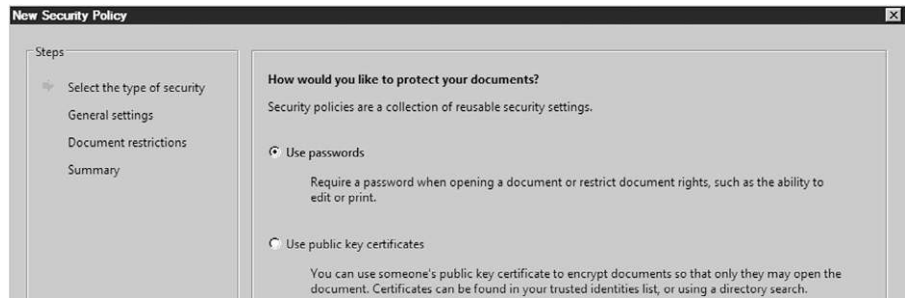 New Security Policy
Steps
Select the type of security
General settings
Document restrictions
Summary
How would you like to protect your documents?
Security policies are a collection of reusable security settings.
Use passwords
Require a password when opening a document or restrict document rights, such as the ability to
edit or print.
Use public key certificates
You can use someone's public key certificate to encrypt documents so that only they may open the
document. Certificates can be found in your trusted identities list, or using a directory search.